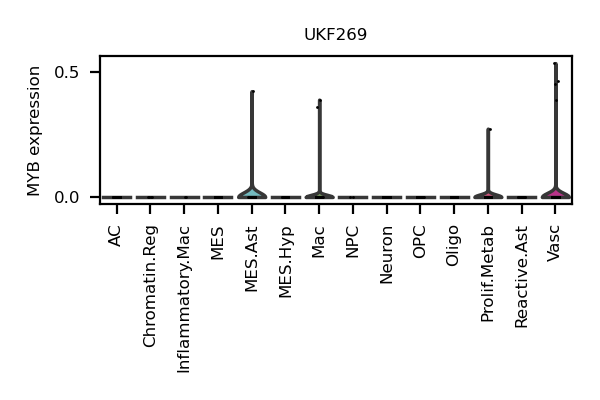 UKF269
MYB expression
0.5
0.0
AC
Chromatin.Reg
Inflammatory.Mac
MES
MES.Ast
MES.Hyp
Mac
NPC
Neuron
OPC
Oligo
Prolif.Metab
Reactive.Ast
Vasc